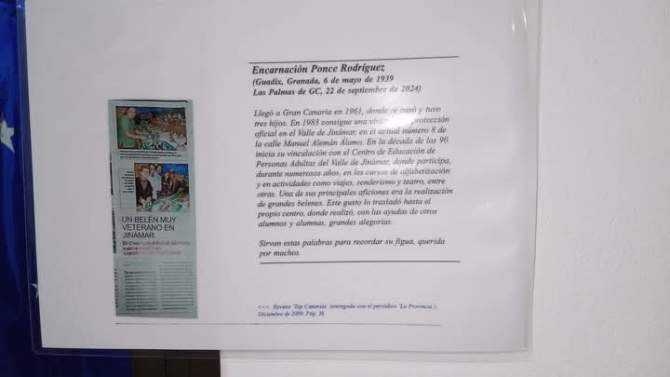 UN BELÉN MUY
VETERANO EN
JINÁMAR
Encarnación Ponce Rodríguez
(Guadix, Granada, 6 de mayo de 1939
Las Palmas de GC, 22 de septiembre de 2024)
Llegó a Gran Canaria en 1961, donde se casó y tuvo
tres hijos. En 1983 consigue una vivienda de protección
oficial en el Valle de Jinámar, en el actual número 8 de
la calle Manuel Alemán Álamo. En la década de los 90
inicia su vinculación con el Centro de Educación de
Personas Adultas del Valle de Jinámar, donde participa,
durante numerosos años, en los cursos de alfabetización
y en actividades como viajes, senderismo y teatro, entre
otras. Una de sus principales aficiones era la realización
de grandes belenes. Este gusto lo trasladó hasta el
propio centro, donde realizó, con las ayudas de otros
alumnos y alumnas, grandes alegorías.
Sirvan estas palabras para recordar su figua, querida
por muchos.
<<<. Revista 'Top Canarias' (entregada con el periódico 'La Provincia'),
Diciembre de 2009. Pág. 36